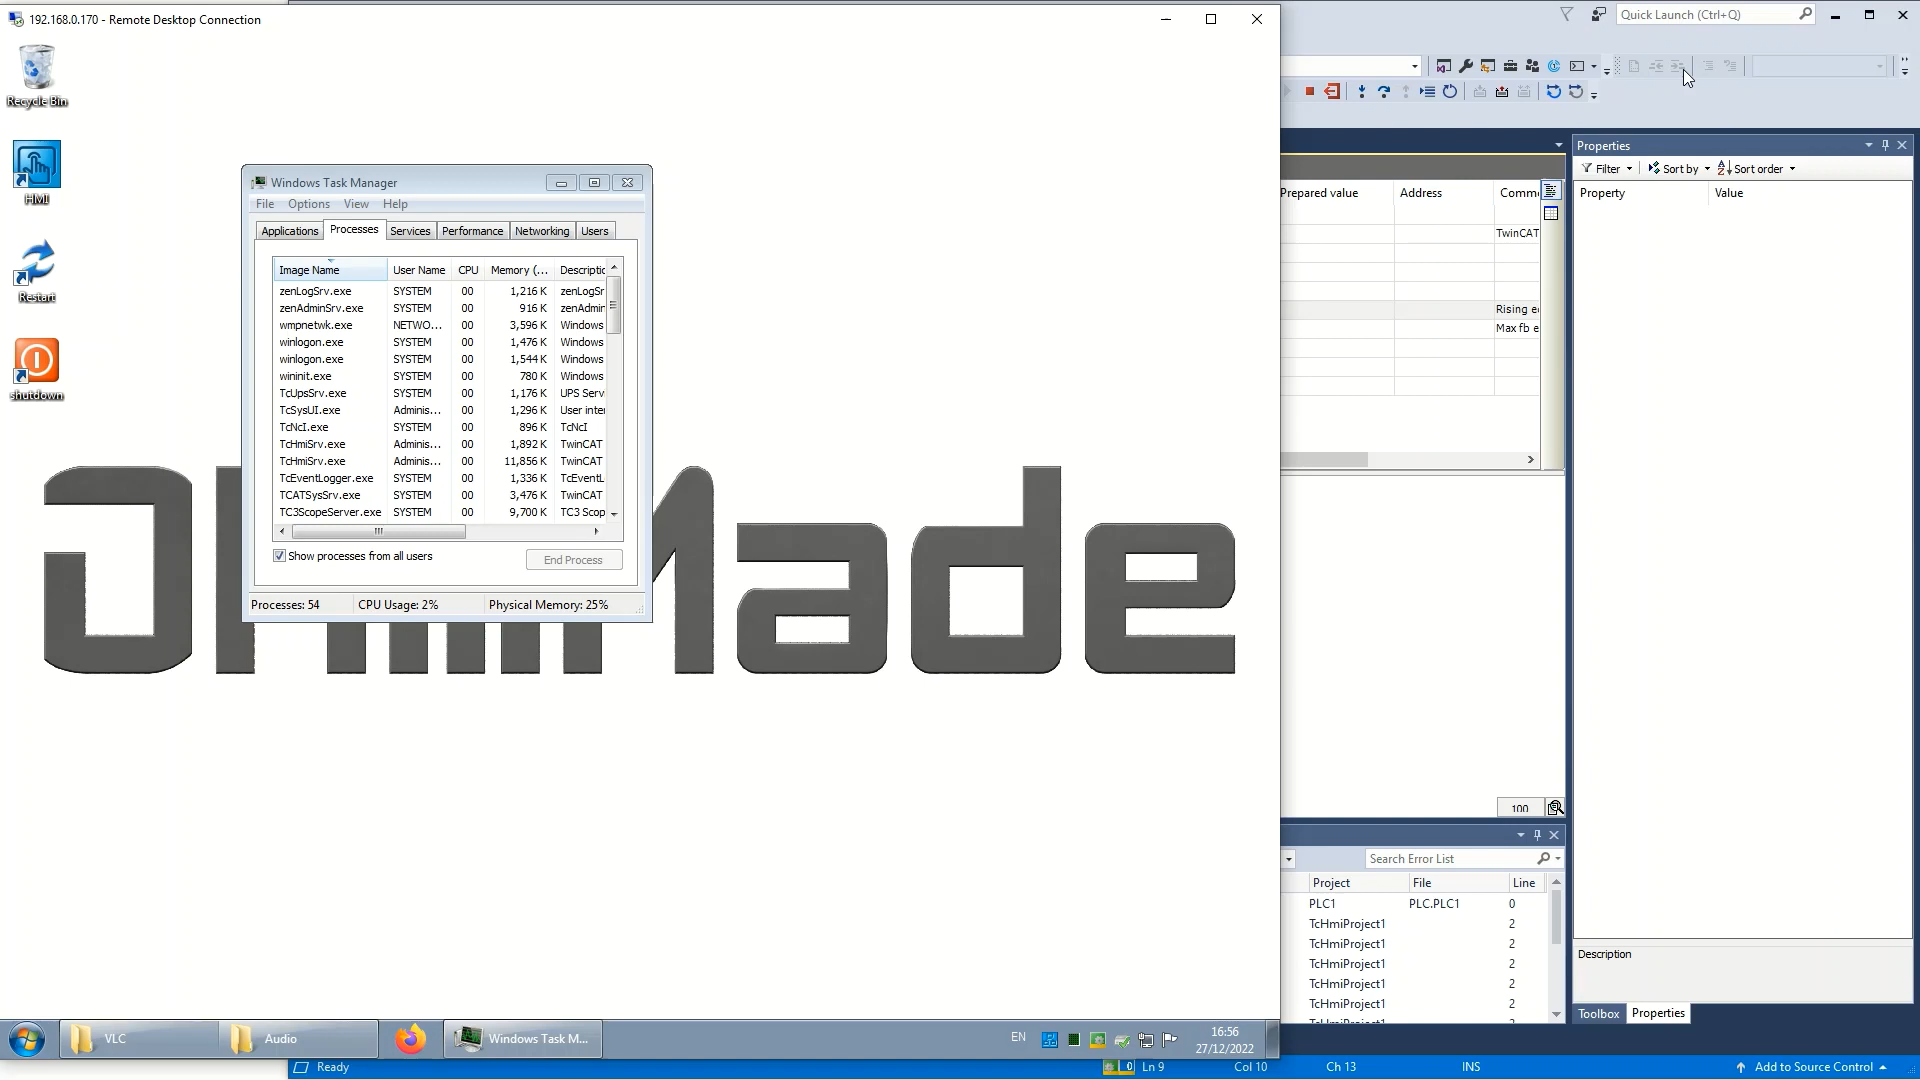 192.168.0.170 - Remote Desktop Connection
Quick Launch (Ctrl+Q)
Recycle Bin
HMI
Restart
shutdown
Windows Task Manager
File Options View Help
Applications Processes Services Performance Networking Users
Image Name User Name CPU Memory (...
zenLogSrv.exe SYSTEM 00 1,216 K zenLogSr
zenAdminSrv.exe SYSTEM 00 916 K zenAdmin
wmpnetwk.exe NETWO... 00 3,596 K Windows
winlogon.exe SYSTEM 00 1,476 K Windows
winlogon.exe SYSTEM 00 1,544 K Windows
wininit.exe SYSTEM 00 780 K Windows
TcUpsSrv.exe SYSTEM 00 1,176 K UPS Serv
TcSysUI.exe Adminis... 00 1,296 K User inter
TcNcI.exe SYSTEM 00 896 K TcNcI
TcHmiSrv.exe Adminis... 00 1,892 K TwinCAT
TcHmiSrv.exe Adminis... 00 11,856 K TwinCAT
TcEventLogger.exe SYSTEM 00 1,336 K TcEventL
TCATSysSrv.exe SYSTEM 00 3,476 K TwinCAT
TC3ScopeServer.exe SYSTEM 00 9,700 K TC3 Scop
Show processes from all users
End Process
Processes: 54 CPU Usage: 2% Physical Memory: 25%
Prepared value Address Comm
TwinCAT
Rising e
Max fb e
100
Properties
Filter Sort by Sort order
Property Value
Description
Toolbox Properties
Search Error List
Project File Line
PLC1 PLC.PLC1 0
TcHmiProject1 2
TcHmiProject1 2
TcHmiProject1 2
TcHmiProject1 2
TcHmiProject1 2
VLC Audio Windows Task M... EN 16:56
27/12/2022
Ready 0 Ln 9 Col 10 Ch 13 INS Add to Source Control